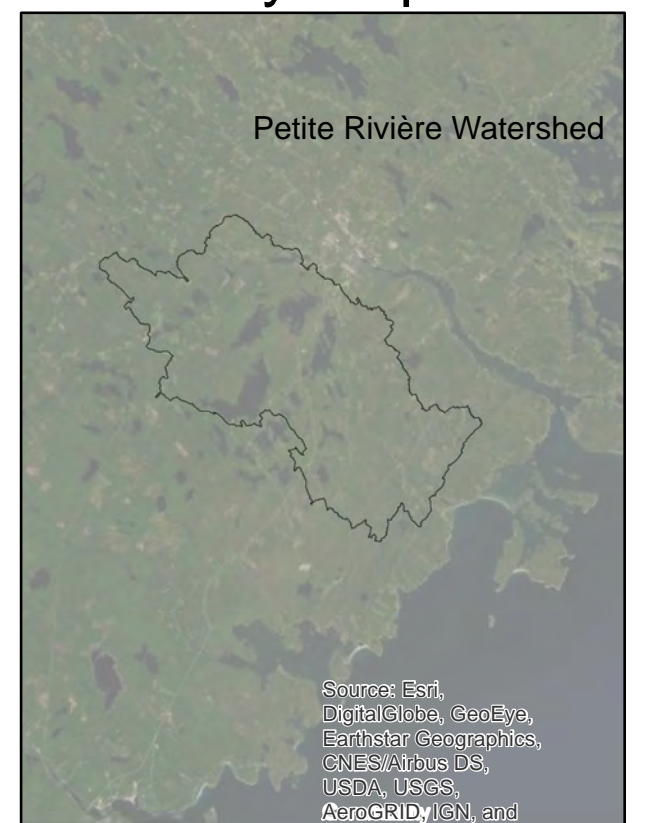 Petite Rivière Watershed
Source: Esri,
DigitalGlobe, GeoEye,
Earthstar Geographics,
CNES/Airbus DS,
USDA, USGS,
AeroGRID, IGN, and